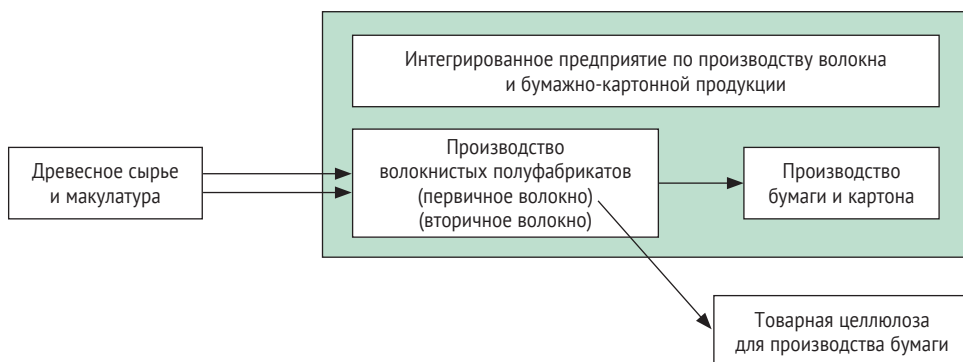 Интегрированное предприятие по производству волокна
и бумажно-картонной продукции
Древесное сырье
и макулатура
Производство
волокнистых полуфабрикатов
(первичное волокно)
(вторичное волокно)
Производство
бумаги и картона
Товарная целлюлоза
для производства бумаги